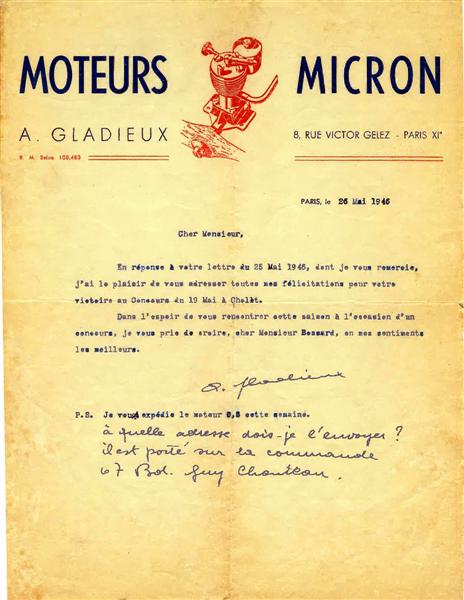 MOTEURS MICRON
A. GLADIEUX
8, RUE VICTOR GELEZ - PARIS XIᵉ
R. M. Seine 108.463
PARIS, le 26 Mai 1946
Cher Monsieur,
En réponse à votre lettre du 25 Mai 1946, dont je vous remercie,
j'ai le plaisir de vous adresser toutes mes félicitations pour votre
victoire au Concours du 19 Mai à Cholet.
Dans l'espoir de vous rencontrer cette saison à l'occasion d'un
concours, je vous prie de croire, cher Monsieur Bossard, en mes sentiments
les meilleurs.
A. Gladieux
P.S. Je vous expédie le moteur 0,8 cette semaine.
à quelle adresse dois-je l'envoyer ?
il est porté sur la commande
67 Bd. Guy